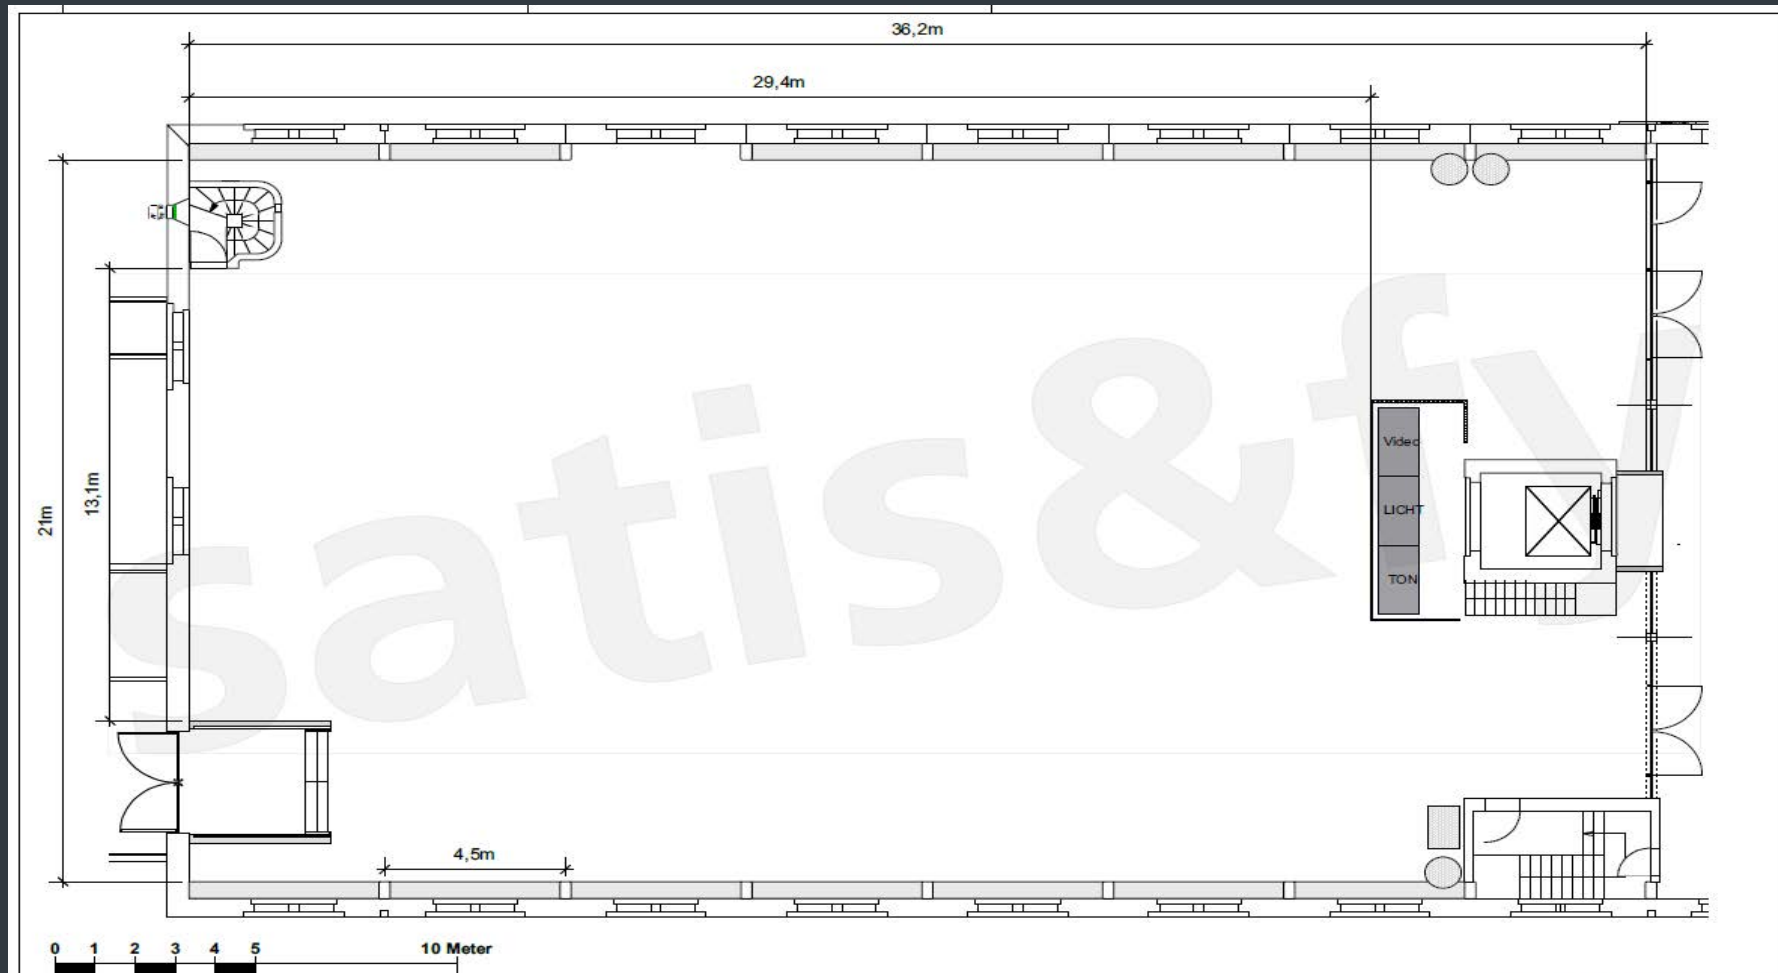 36,2m
29,4m
21m
13,1m
Video
LICHT
TON
satis&fy
4,5m
0 1 2 3 4 5 10 Meter